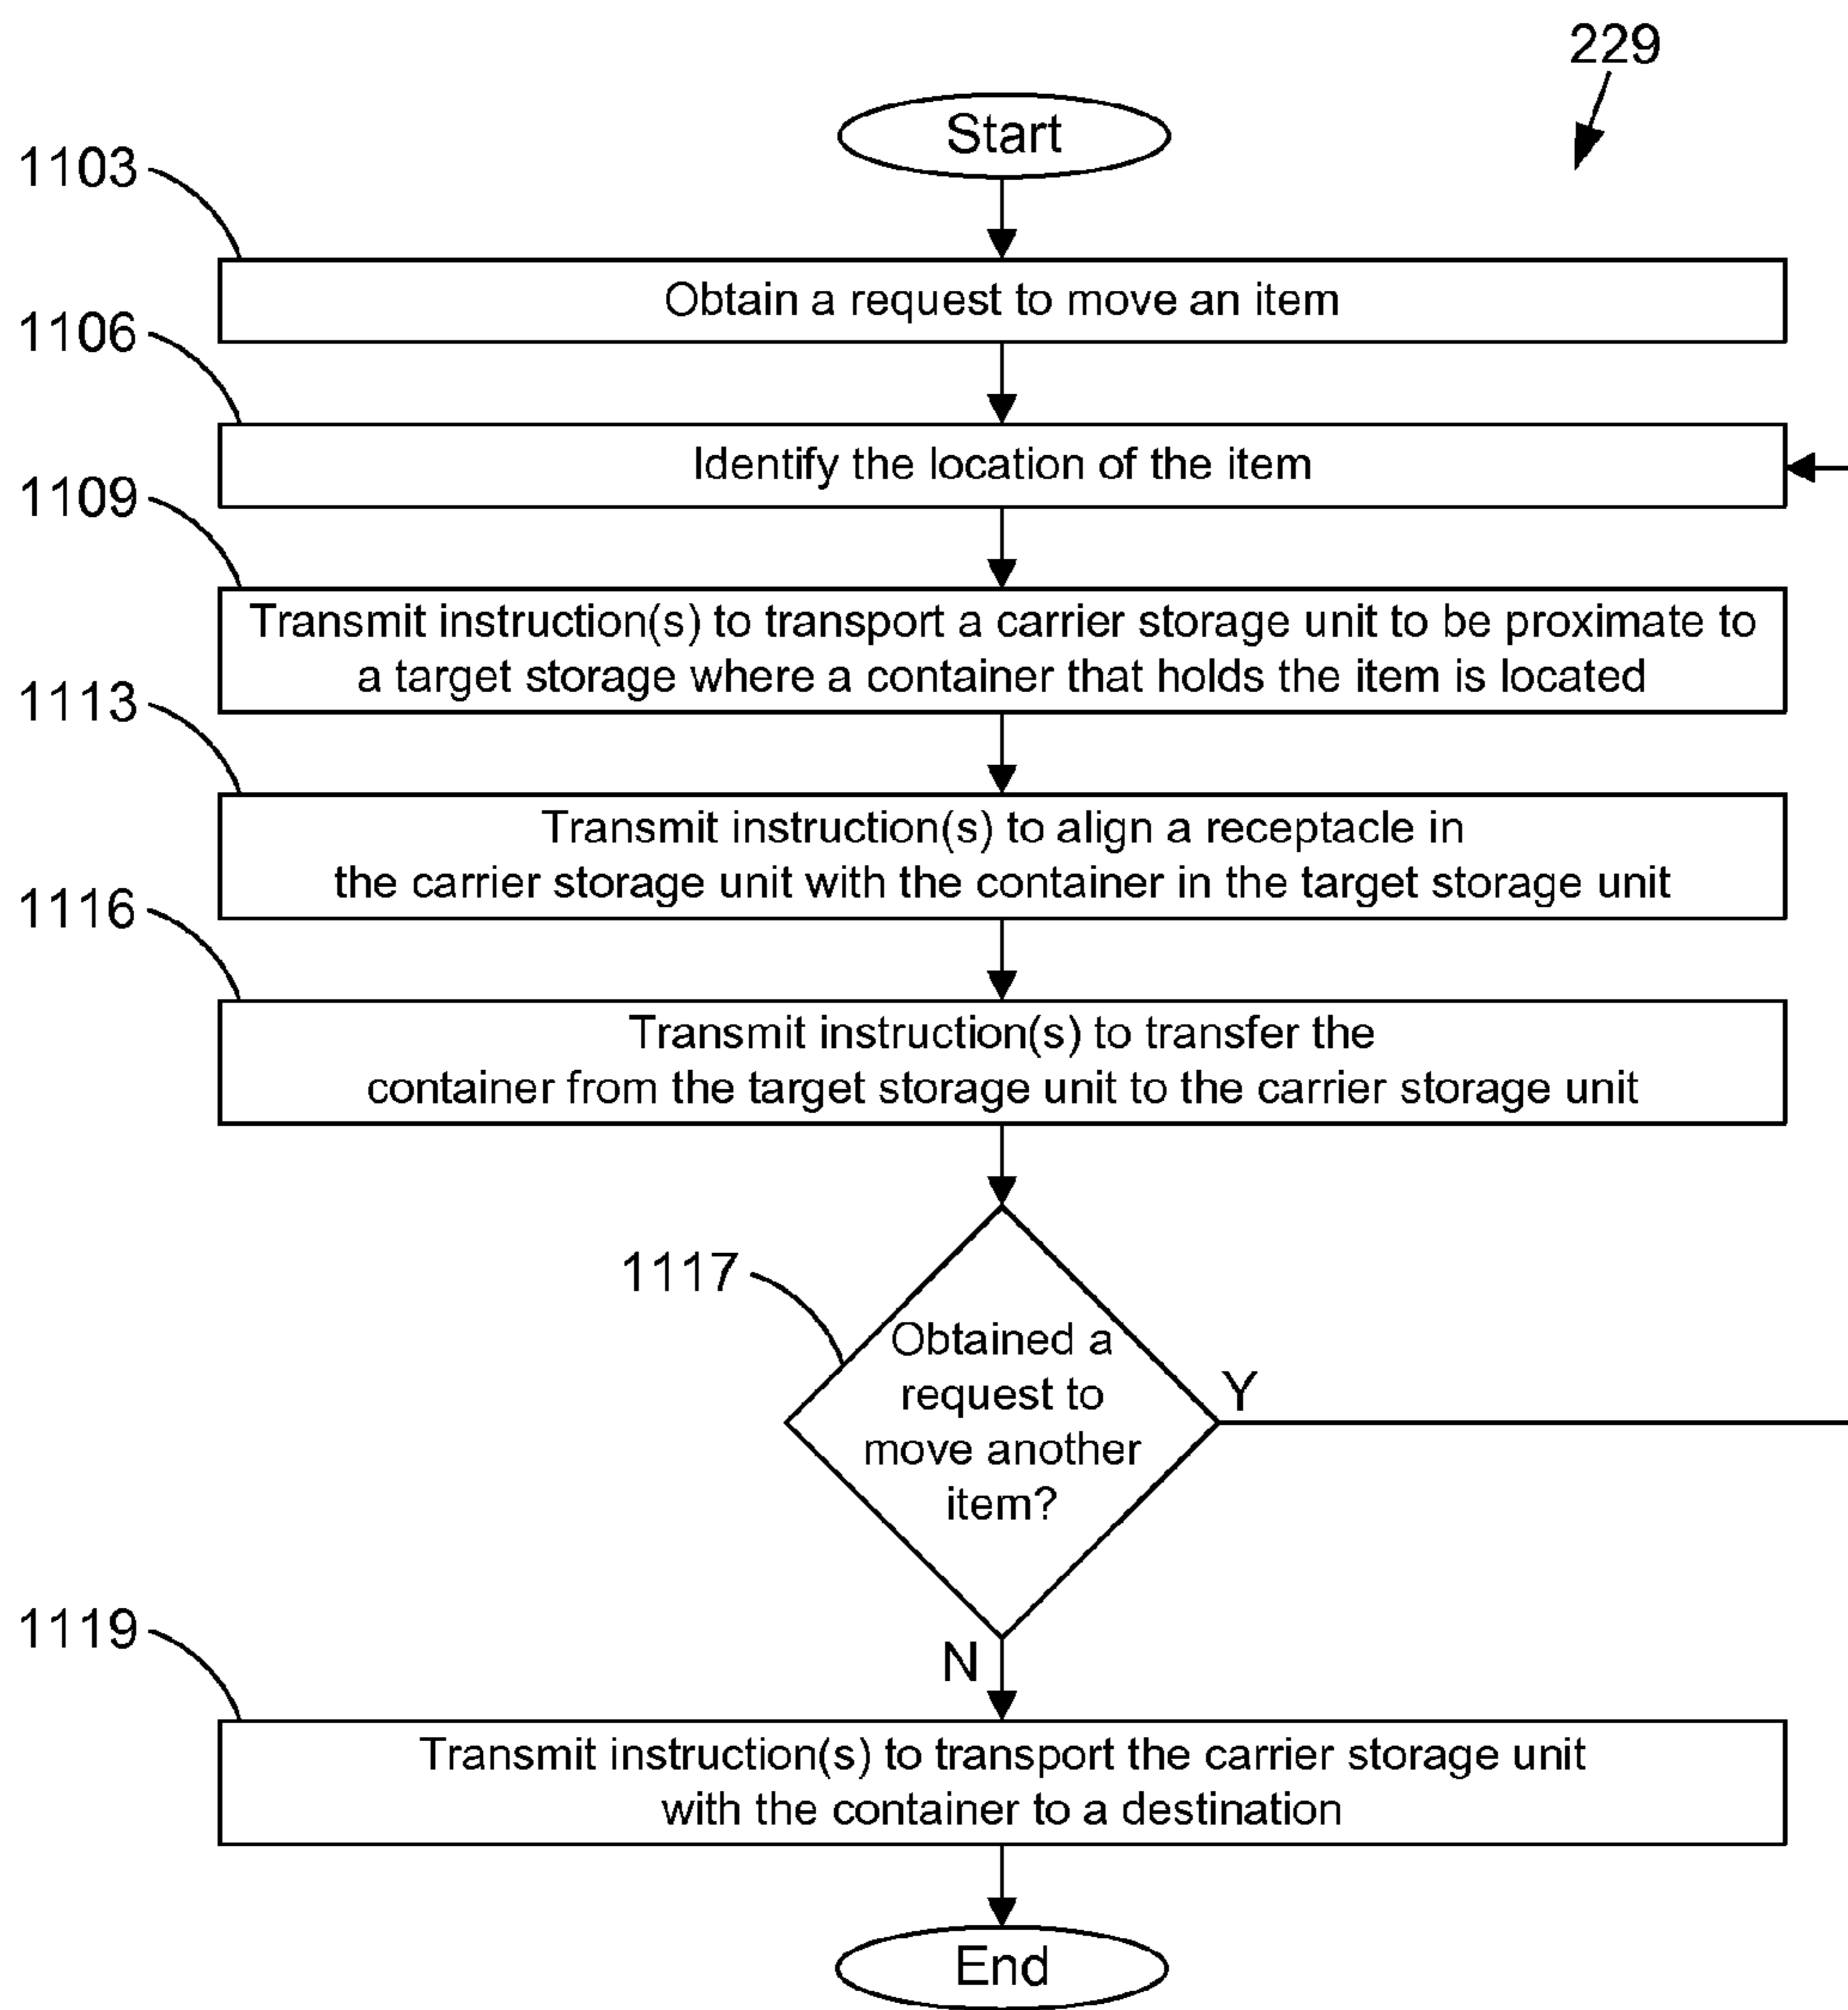 229
Start
1103
Obtain a request to move an item
1106
Identify the location of the item
1109
Transmit instruction(s) to transport a carrier storage unit to be proximate to
a target storage where a container that holds the item is located
1113
Transmit instruction(s) to align a receptacle in
the carrier storage unit with the container in the target storage unit
1116
Transmit instruction(s) to transfer the
container from the target storage unit to the carrier storage unit
1117
Obtained a
request to
move another
item?
Y
N
1119
Transmit instruction(s) to transport the carrier storage unit
with the container to a destination
End